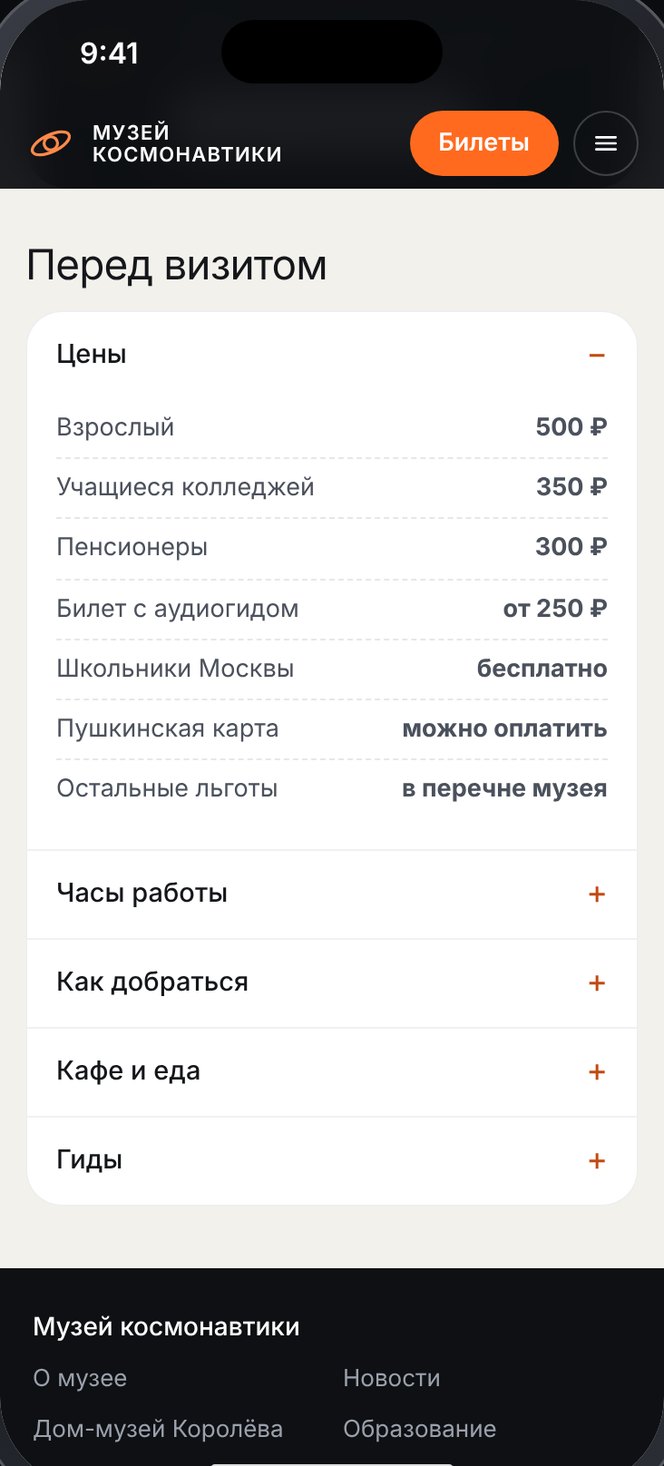 9:41
МУЗЕЙ
КОСМОНАВТИКИ
Билеты
Перед визитом
Цены −
Взрослый 500 ₽
Учащиеся колледжей 350 ₽
Пенсионеры 300 ₽
Билет с аудиогидом от 250 ₽
Школьники Москвы бесплатно
Пушкинская карта можно оплатить
Остальные льготы в перечне музея
Часы работы +
Как добраться +
Кафе и еда +
Гиды +
Музей космонавтики
О музее Новости
Дом-музей Королёва Образование